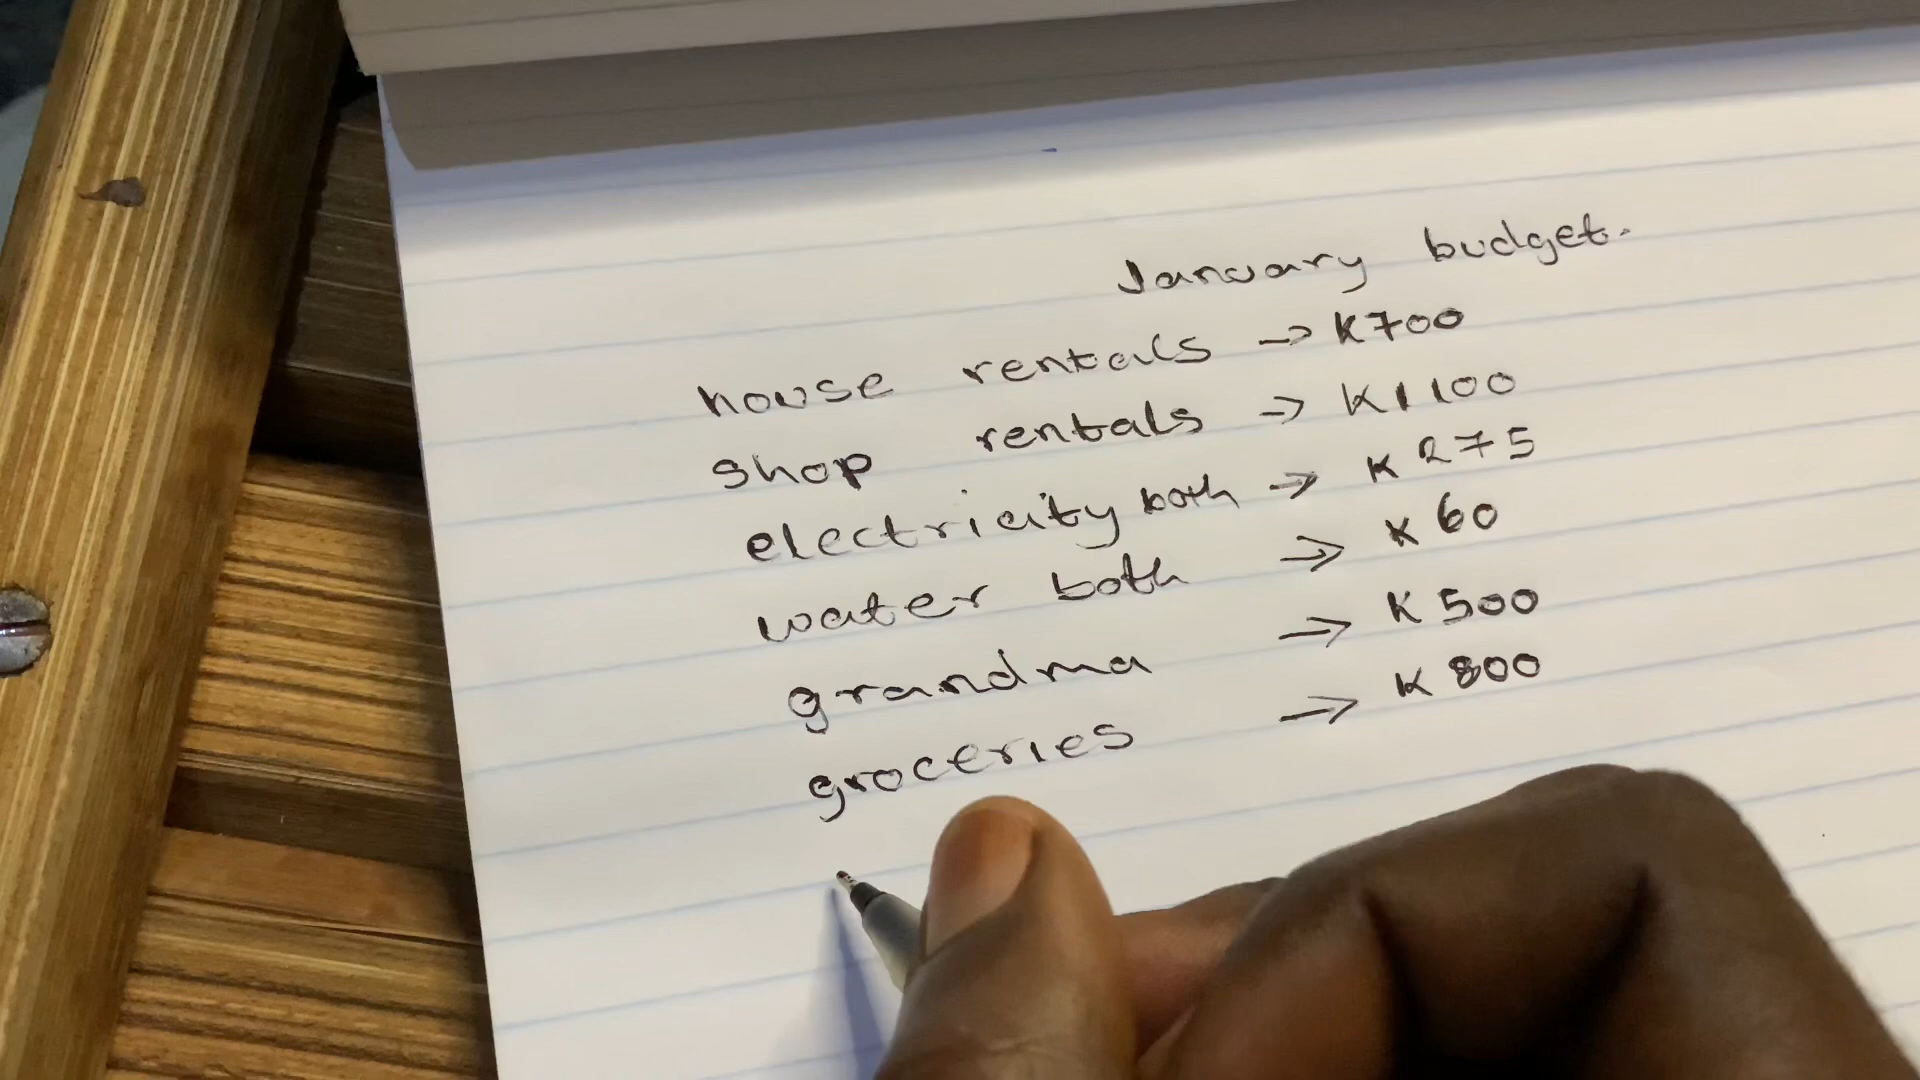 January budget.
house rentals → K700
shop rentals → K1100
electricity both → K275
water both → K60
grandma → K500
groceries → K800